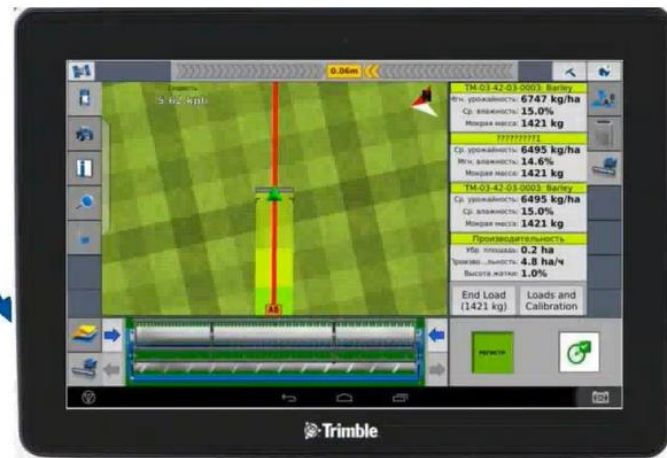 0.06m
Скорость
5.62 kph
TM-03-42-03-0003: Barley
Мгн. урожайность: 6747 kg/ha
Ср. влажность: 15.0%
Мокрая масса: 1421 kg
?????????1
Ср. урожайность: 6495 kg/ha
Мгн. влажность: 14.6%
Мокрая масса: 1421 kg
TM-03-42-03-0003: Barley
Ср. урожайность: 6495 kg/ha
Ср. влажность: 15.0%
Мокрая масса: 1421 kg
Производительность
Убр. площадь: 0.2 ha
Произво...льность: 4.8 ha/ч
Высота жатки: 1.0%
End Load
(1421 kg)
Loads and
Calibration
AB
РЕГИСТР
Trimble